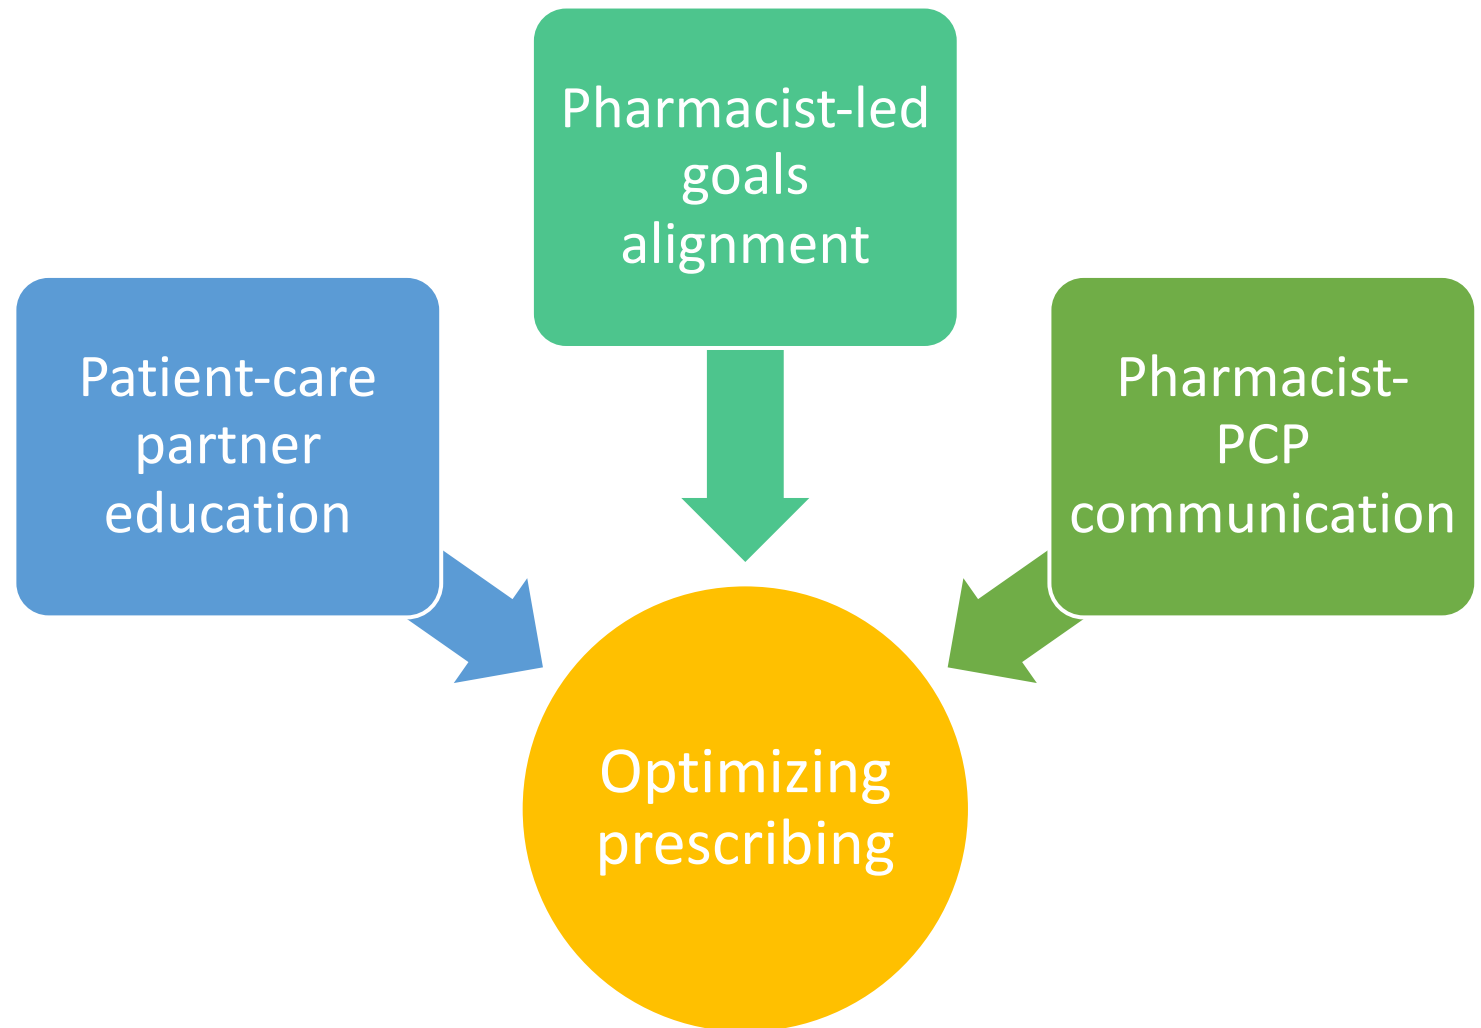 Pharmacist-led
goals
alignment
Patient-care
partner
education
Pharmacist-
PCP
communication
Optimizing
prescribing